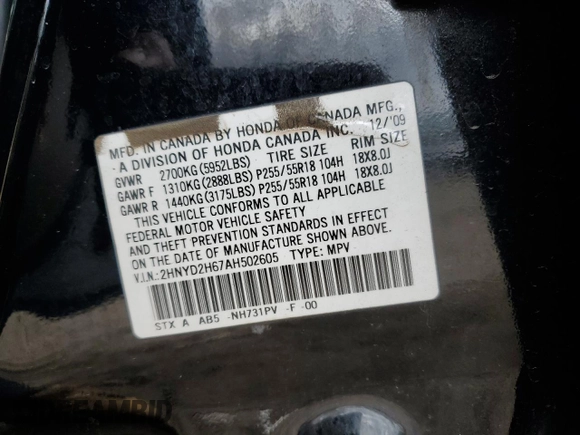 MFD. IN CANADA BY HONDA OF CANADA MFG.,
A DIVISION OF HONDA CANADA INC. 12/'09
GVWR 2700KG(5952LBS) TIRE SIZE RIM SIZE
GAWR F 1310KG(2888LBS) P255/55R18 104H 18X8.0J
GAWR R 1440KG(3175LBS) P255/55R18 104H 18X8.0J
THIS VEHICLE CONFORMS TO ALL APPLICABLE
FEDERAL MOTOR VEHICLE SAFETY
AND THEFT PREVENTION STANDARDS IN EFFECT
ON THE DATE OF MANUFACTURE SHOWN ABOVE.
V.I.N.: 2HNYD2H67AH502605 TYPE: MPV
STX A AB5 -NH731PV -F -00